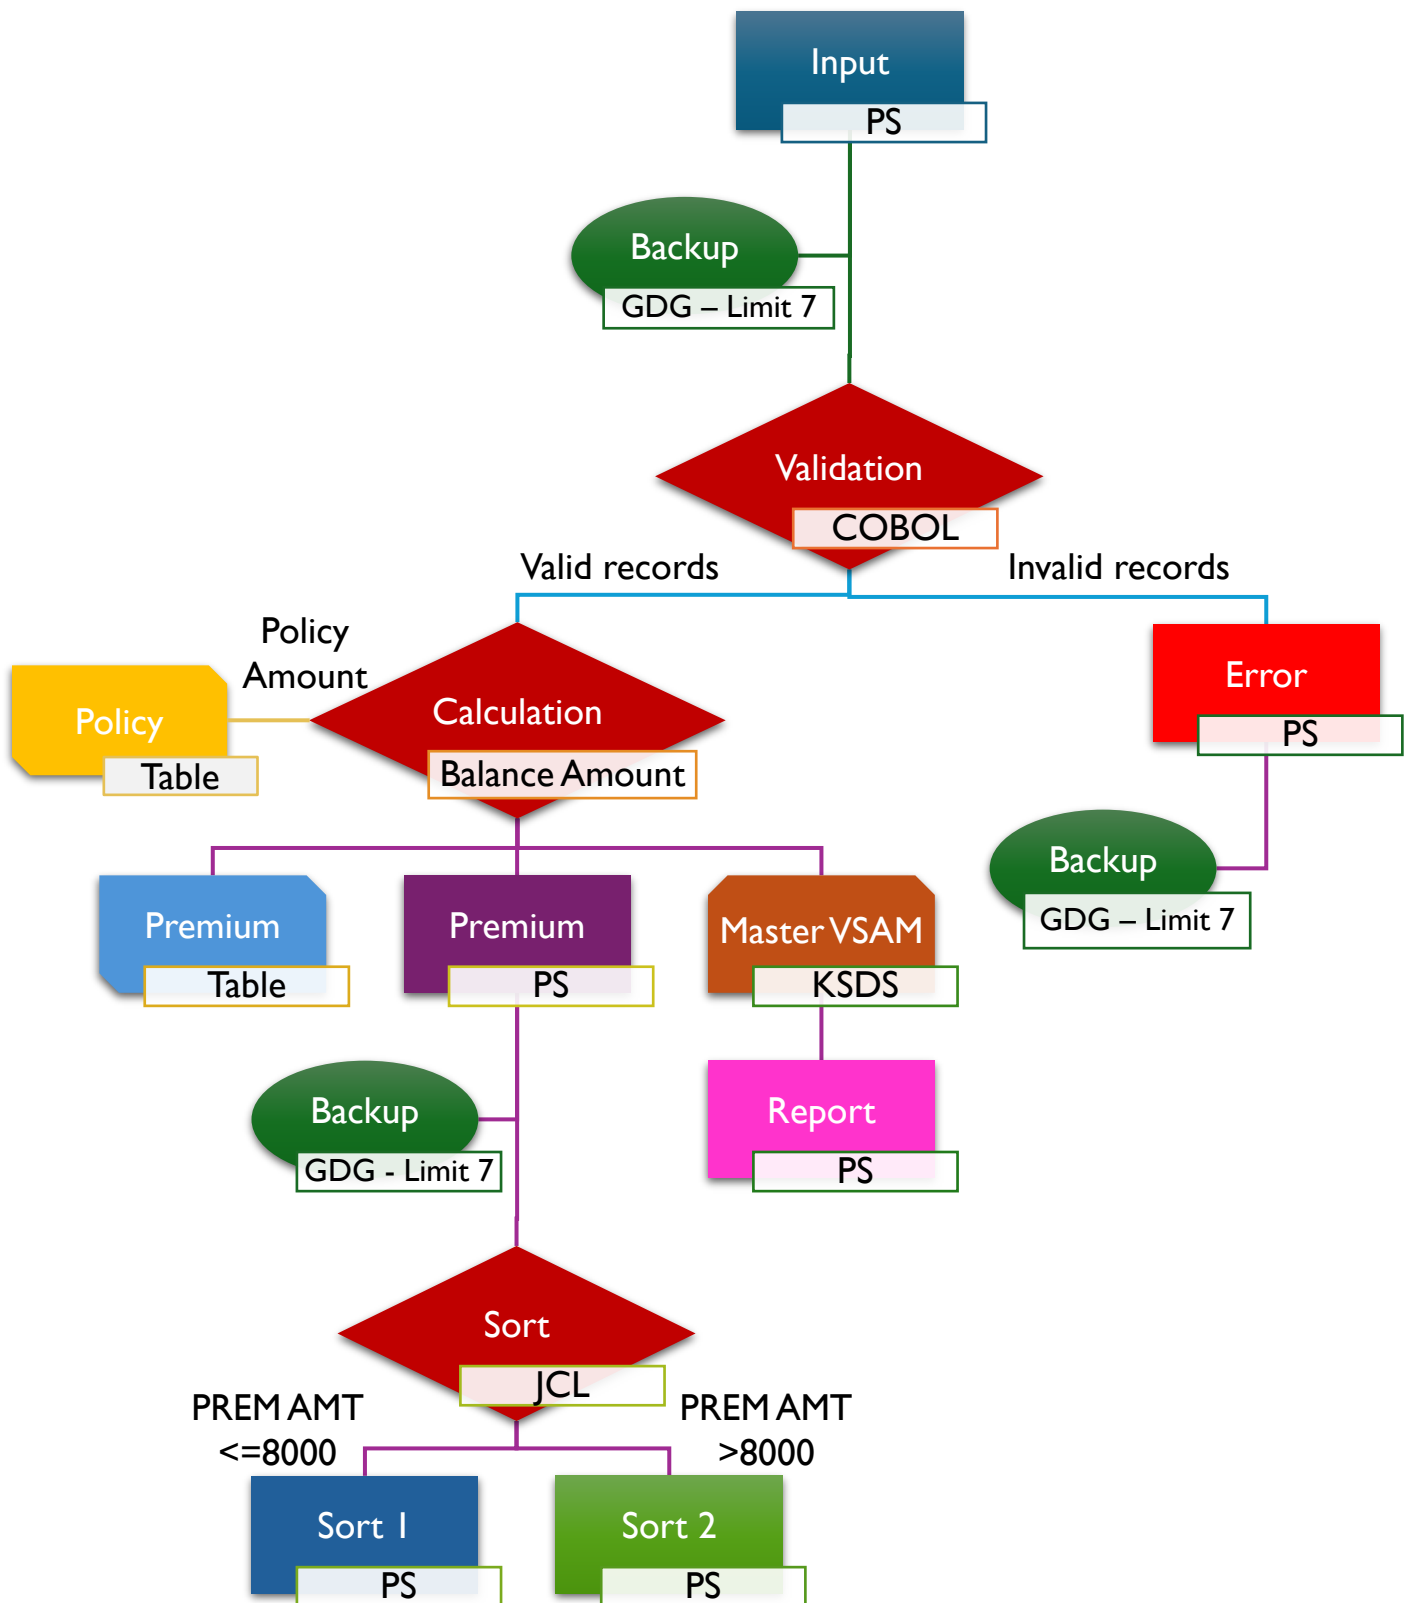 Input
PS
Backup
GDG – Limit 7
Validation
COBOL
Valid records
Invalid records
Policy
Amount
Policy
Table
Calculation
Balance Amount
Error
PS
Backup
GDG – Limit 7
Premium
Table
Premium
PS
Master VSAM
KSDS
Backup
GDG - Limit 7
Report
PS
Sort
JCL
PREM AMT
<=8000
PREM AMT
>8000
Sort 1
PS
Sort 2
PS